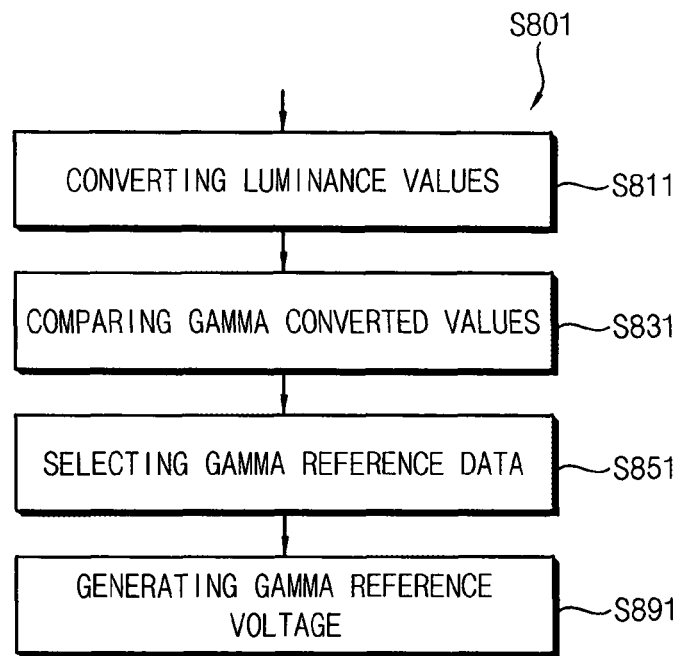 S801
CONVERTING LUMINANCE VALUES
S811
COMPARING GAMMA CONVERTED VALUES
S831
SELECTING GAMMA REFERENCE DATA
S851
GENERATING GAMMA REFERENCE
VOLTAGE
S891